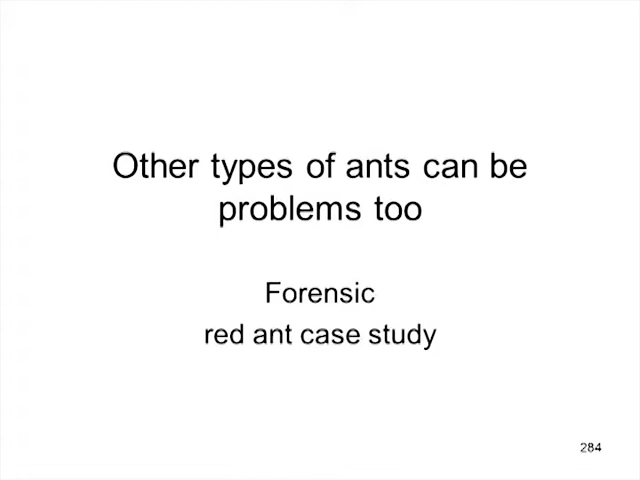 Other types of ants can be
problems too
Forensic
red ant case study
284